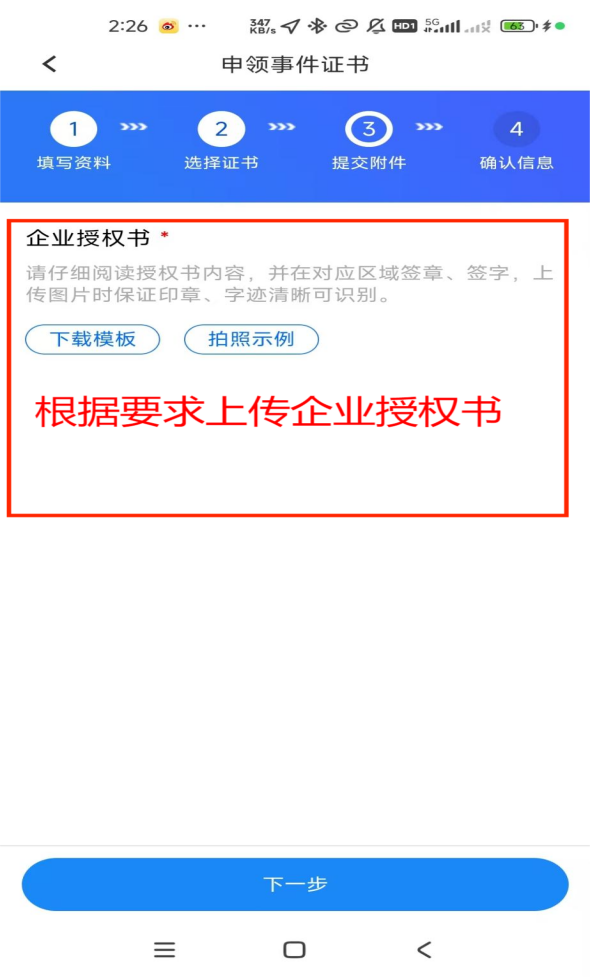 2:26 ... 347 KB/s HD1 5G 63
申领事件证书
1 2 3 4
填写资料 选择证书 提交附件 确认信息
企业授权书 *
请仔细阅读授权书内容，并在对应区域签章、签字，上
传图片时保证印章、字迹清晰可识别。
下载模板 拍照示例
根据要求上传企业授权书
下一步